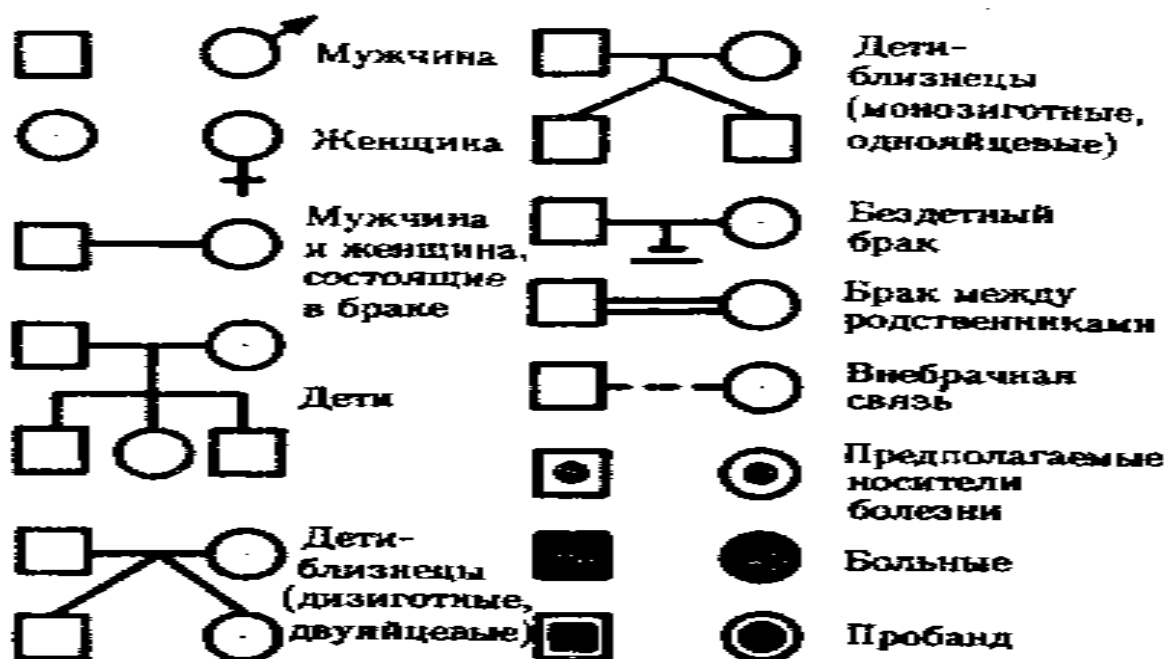 Мужчина
Женщина
Мужчина
и женщина,
состоящие
в браке
Дети
Дети-
близнецы
(дизиготные,
двуяйцевые)
Дети-
близнецы
(монозиготные,
однояйцевые)
Бездетный
брак
Брак между
родственниками
Внебрачная
связь
Предполагаемые
носители
болезни
Больные
Пробанд